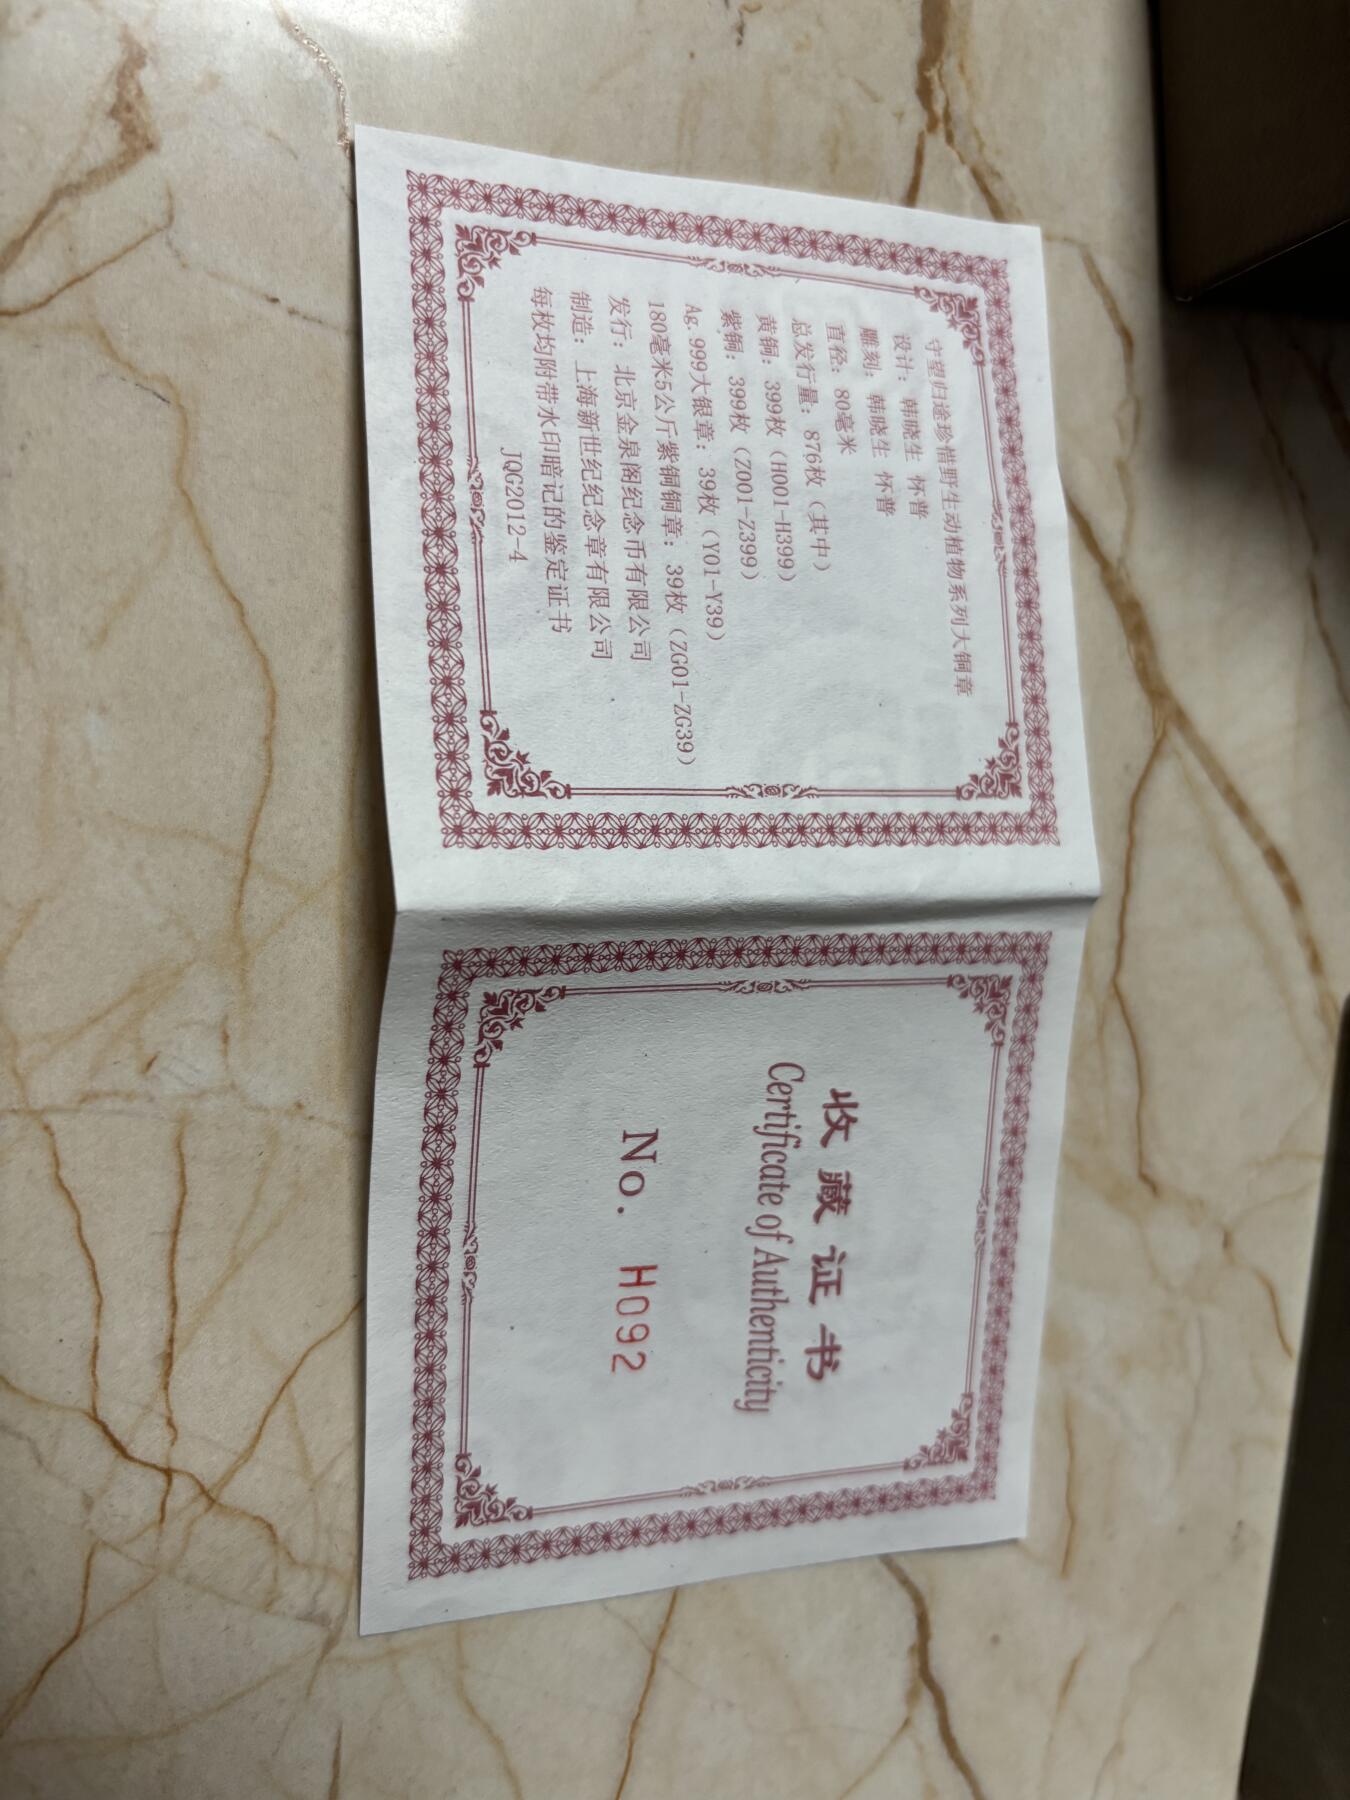 守望归途珍惜野生动植物系列大铜章
设计：韩晓生 怀普
雕刻：韩晓生 怀普
直径：80毫米
总发行量：876枚（其中）
黄铜：399枚（H001-H399）
紫铜：399枚（Z001-Z399）
Ag.999大银章：39枚（Y01-Y39）
180毫米5公斤紫铜铜章：39枚（ZG01-ZG39）
发行：北京金泉阁纪念币有限公司
制造：上海新世纪纪念章有限公司
每枚均附带水印暗记的鉴定证书
JQG2012-4
收藏证书
Certificate of Authenticity
No. H092